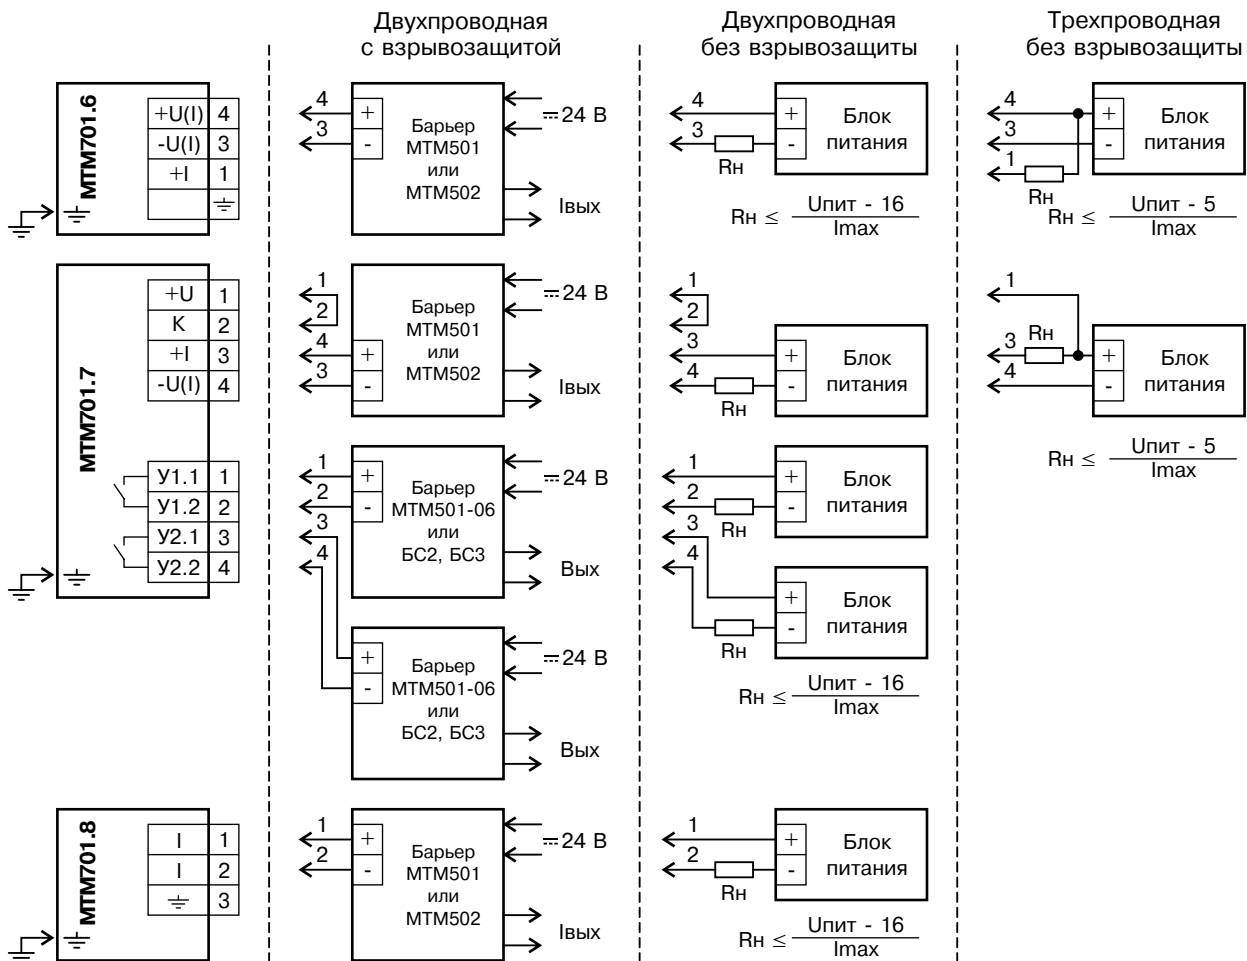 Двухпроводная
с взрывозащитой
Двухпроводная
без взрывозащиты
Трехпроводная
без взрывозащиты
МТМ701.6
+U(I) 4
-U(I) 3
+I 1
4
3
+
-
Барьер
МТМ501
или
МТМ502
24 В
Iвых
4
3
Rн
+
-
Блок
питания
Rн ≤ Uпит - 16
Imax
4
3
1
Rн
+
-
Блок
питания
Rн ≤ Uпит - 5
Imax
МТМ701.7
+U 1
К 2
+I 3
-U(I) 4
У1.1 1
У1.2 2
У2.1 3
У2.2 4
1
2
4
3
+
-
Барьер
МТМ501
или
МТМ502
24 В
Iвых
1
2
3
4
Rн
+
-
Блок
питания
1
3
4
Rн
+
-
Блок
питания
Rн ≤ Uпит - 5
Imax
1
2
3
4
+
-
Барьер
МТМ501-06
или
БС2, БС3
24 В
Вых
1
2
3
4
Rн
+
-
Блок
питания
+
-
Барьер
МТМ501-06
или
БС2, БС3
24 В
Вых
Rн
+
-
Блок
питания
Rн ≤ Uпит - 16
Imax
МТМ701.8
I 1
I 2
3
1
2
+
-
Барьер
МТМ501
или
МТМ502
24 В
Iвых
1
2
Rн
+
-
Блок
питания
Rн ≤ Uпит - 16
Imax